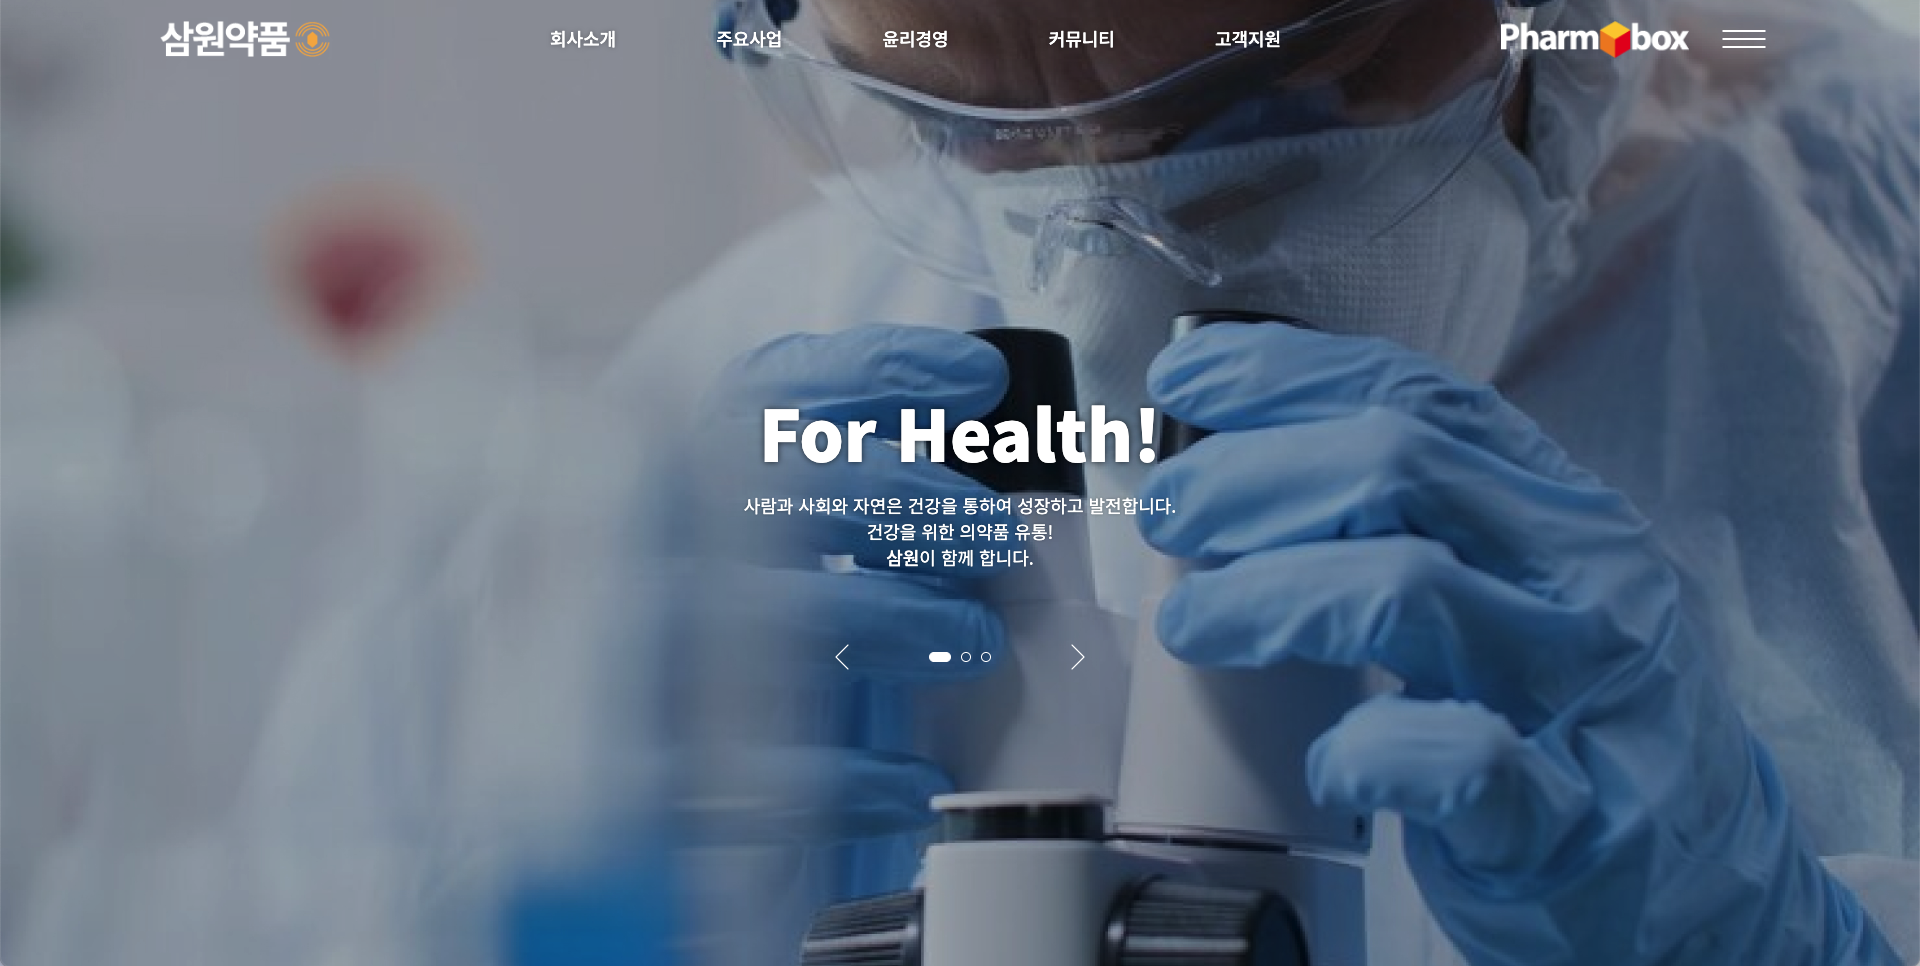 삼원약품
회사소개
주요사업
윤리경영
커뮤니티
고객지원
Pharm box
For Health!
사람과 사회와 자연은 건강을 통하여 성장하고 발전합니다.
건강을 위한 의약품 유통!
삼원이 함께 합니다.